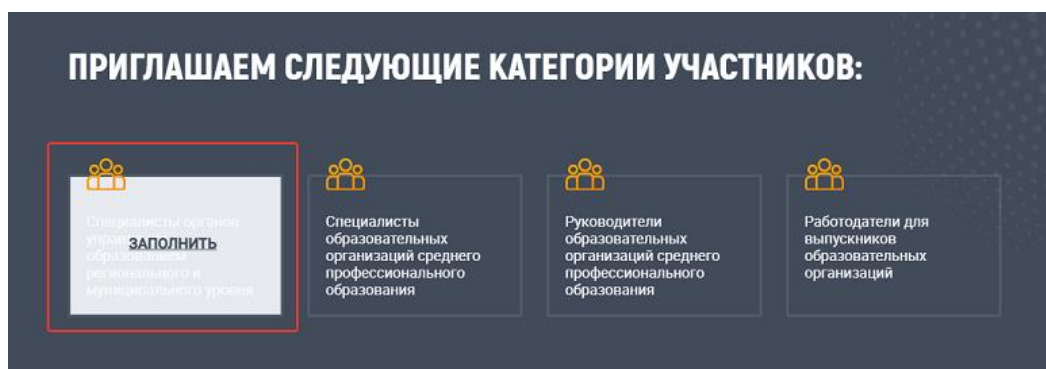 ПРИГЛАШАЕМ СЛЕДУЮЩИЕ КАТЕГОРИИ УЧАСТНИКОВ:
Специалисты органов
ЗАПОЛНИТЬ
образованием
регионального и
муниципального уровня
Специалисты
образовательных
организаций среднего
профессионального
образования
Руководители
образовательных
организаций среднего
профессионального
образования
Работодатели для
выпускников
образовательных
организаций